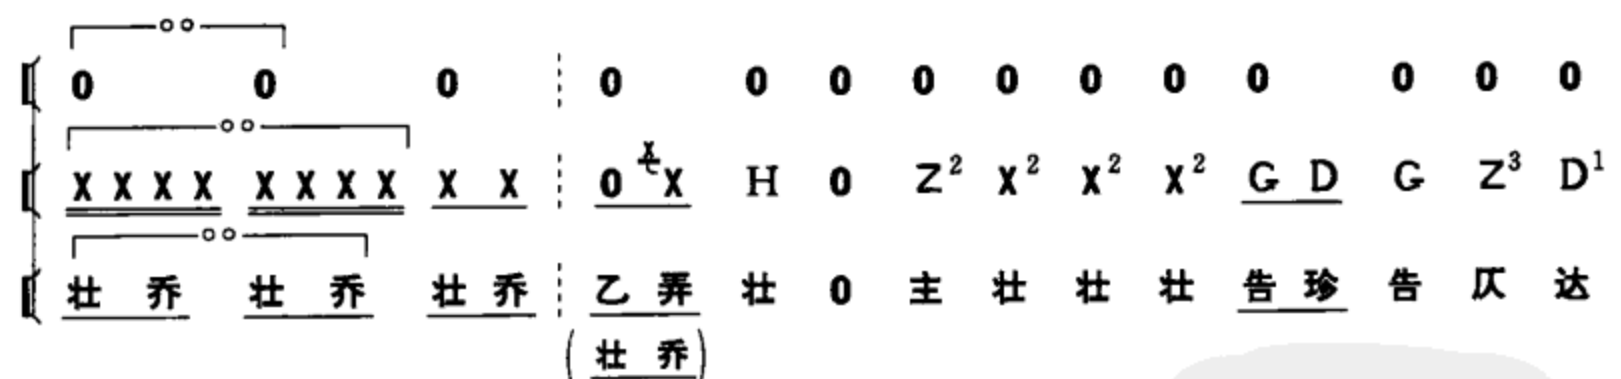 0 0 0 0 0 0 0 0 0 0 0 0 0 0
X X X X X X X X X X 0 X X H 0 Z² X² X² X² G D G Z³ D¹
壮 乔 壮 乔 壮 乔 乙 弄 壮 0 主 壮 壮 壮 告 珍 告 仄 达
(壮 乔)